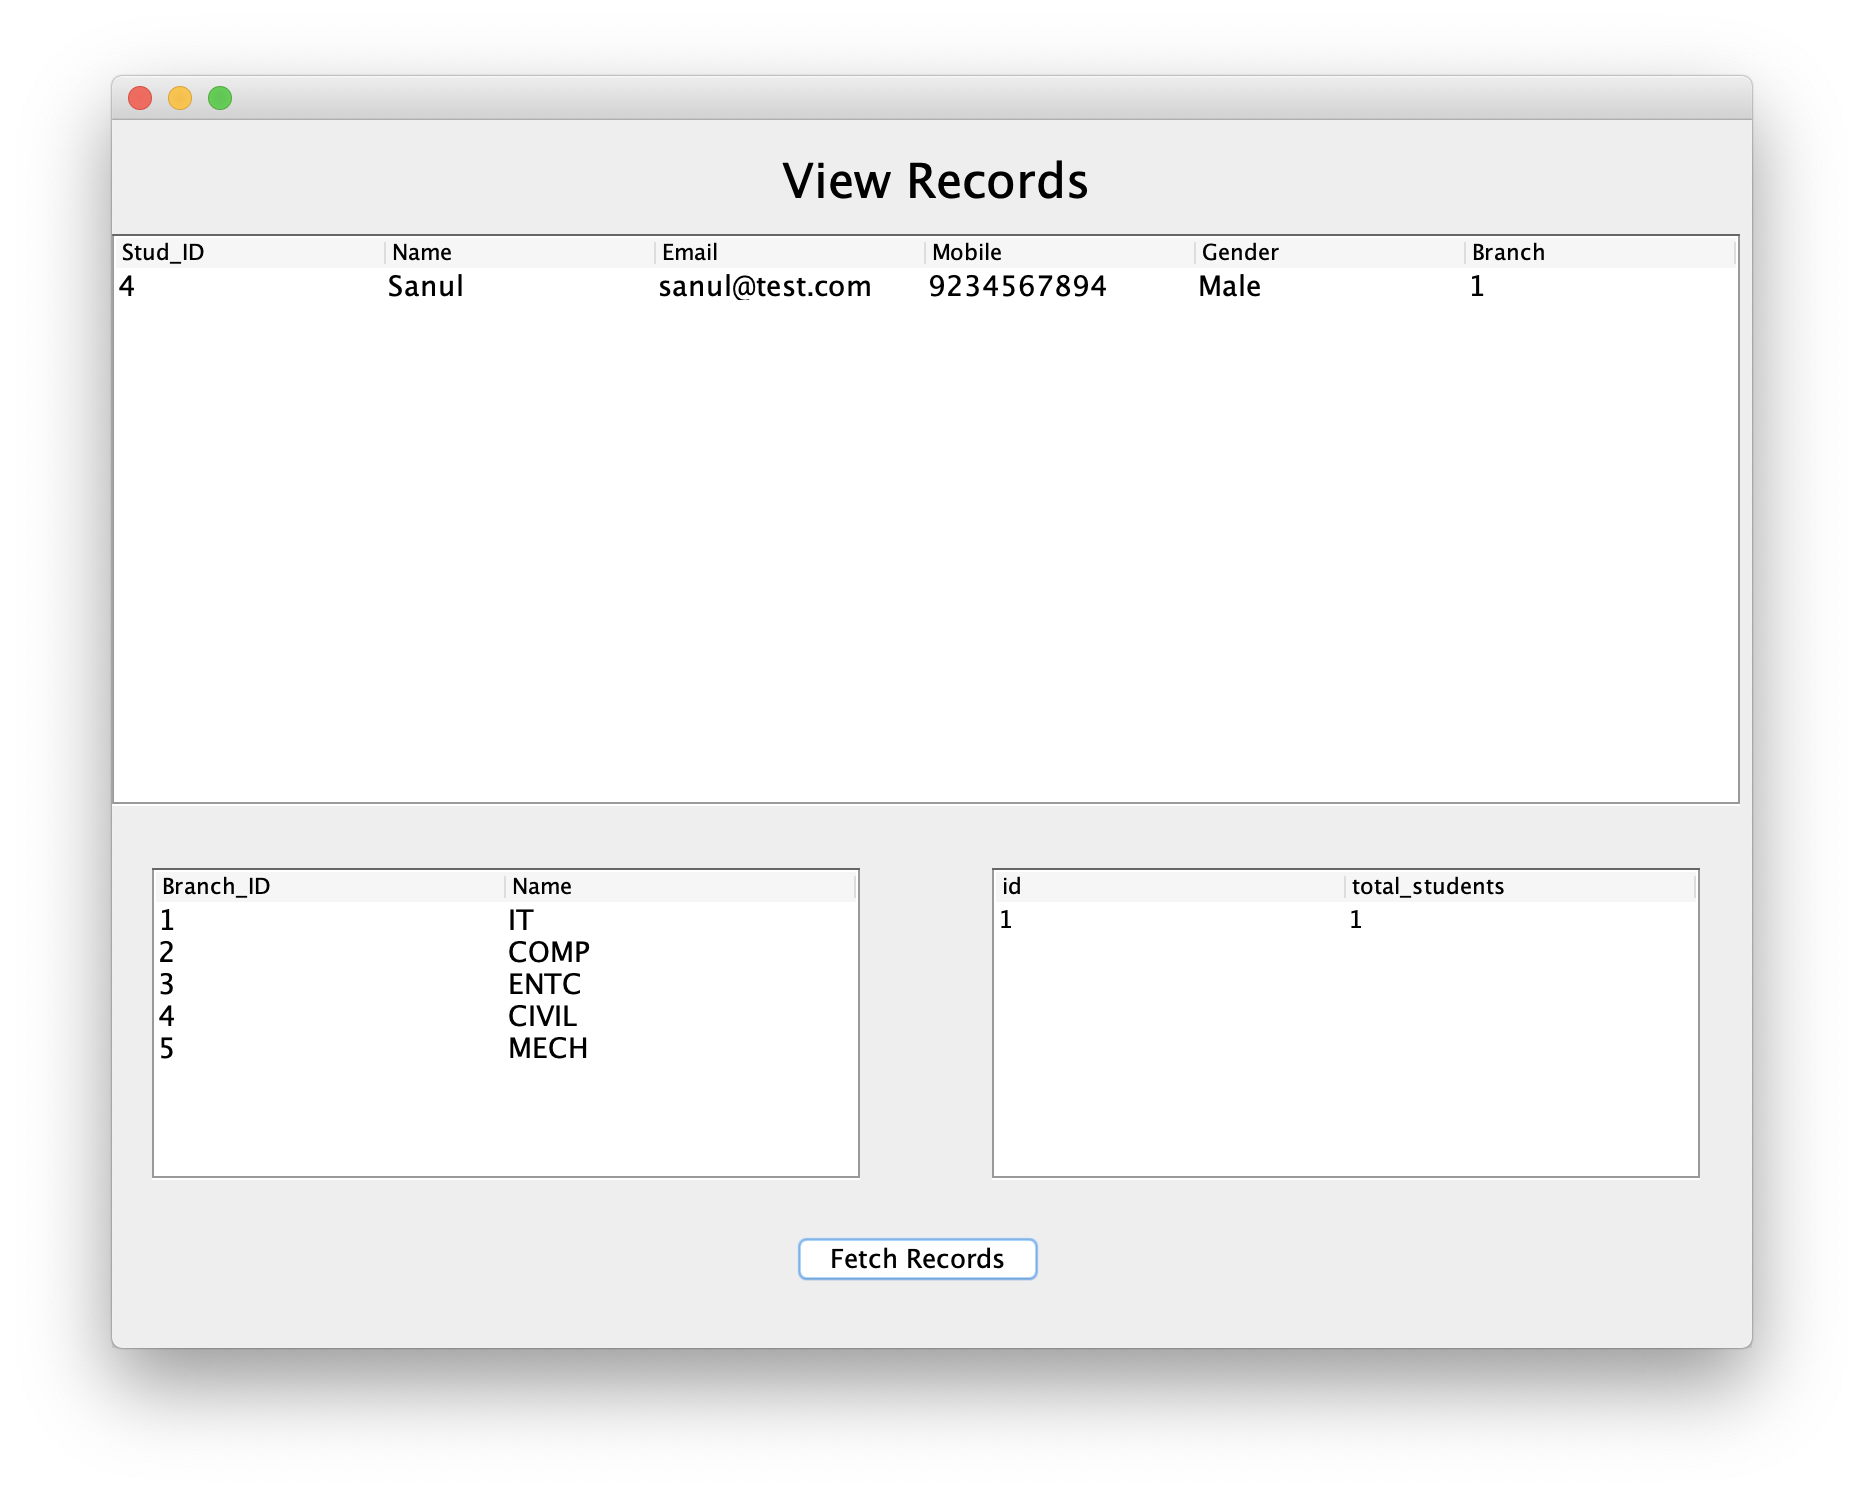 View Records
Stud_ID Name Email Mobile Gender Branch
4 Sanul sanul@test.com 9234567894 Male 1
Branch_ID Name
1 IT
2 COMP
3 ENTC
4 CIVIL
5 MECH
id total_students
1 1
Fetch Records